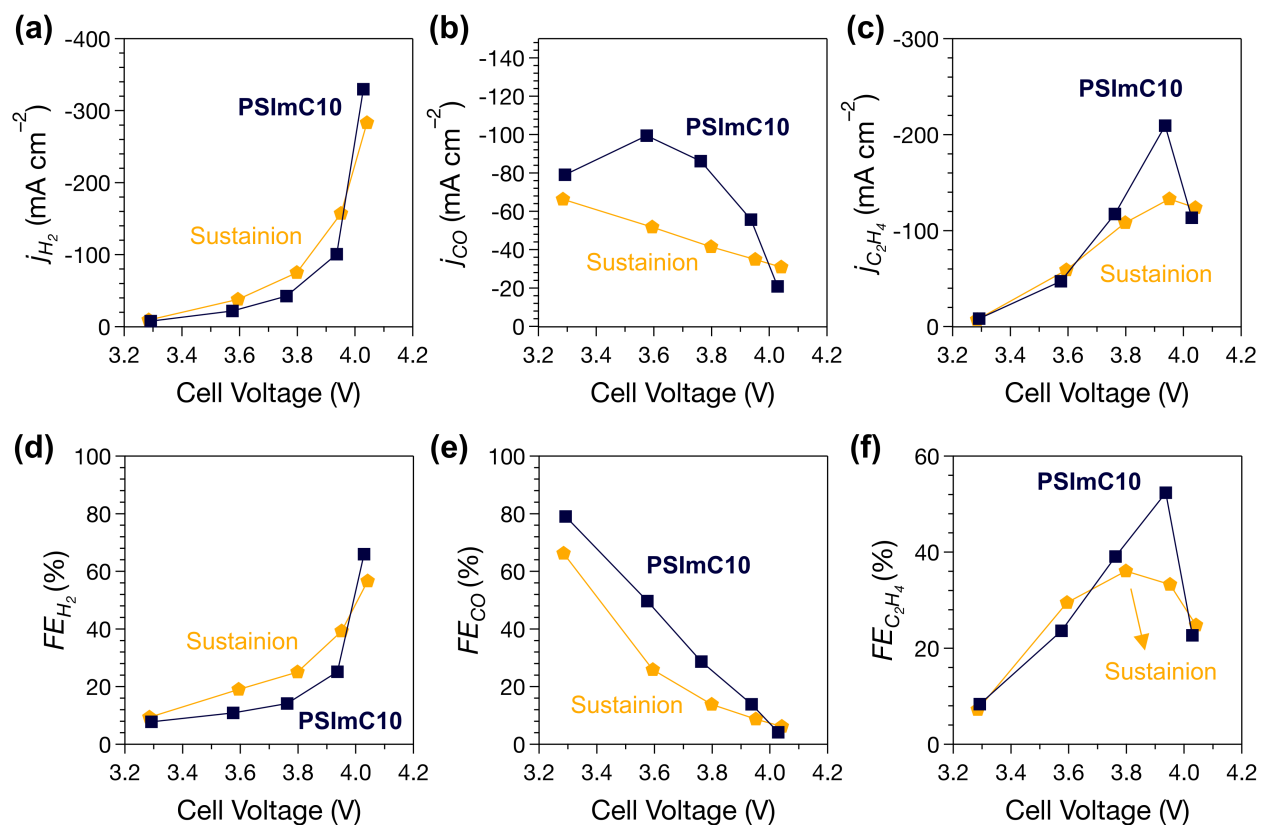 (a)
-400
-300
-200
-100
0
j_H2 (mA cm−2)
PSImC10
Sustainion
3.2 3.4 3.6 3.8 4.0 4.2
Cell Voltage (V)
(b)
-140
-120
-100
-80
-60
-40
-20
0
j_CO (mA cm−2)
PSImC10
Sustainion
3.2 3.4 3.6 3.8 4.0 4.2
Cell Voltage (V)
(c)
-300
-200
-100
0
j_C2H4 (mA cm−2)
PSImC10
Sustainion
3.2 3.4 3.6 3.8 4.0 4.2
Cell Voltage (V)
(d)
100
80
60
40
20
0
FE_H2 (%)
Sustainion
PSImC10
3.2 3.4 3.6 3.8 4.0 4.2
Cell Voltage (V)
(e)
100
80
60
40
20
0
FE_CO (%)
PSImC10
Sustainion
3.2 3.4 3.6 3.8 4.0 4.2
Cell Voltage (V)
(f)
60
40
20
0
FE_C2H4 (%)
PSImC10
Sustainion
3.2 3.4 3.6 3.8 4.0 4.2
Cell Voltage (V)